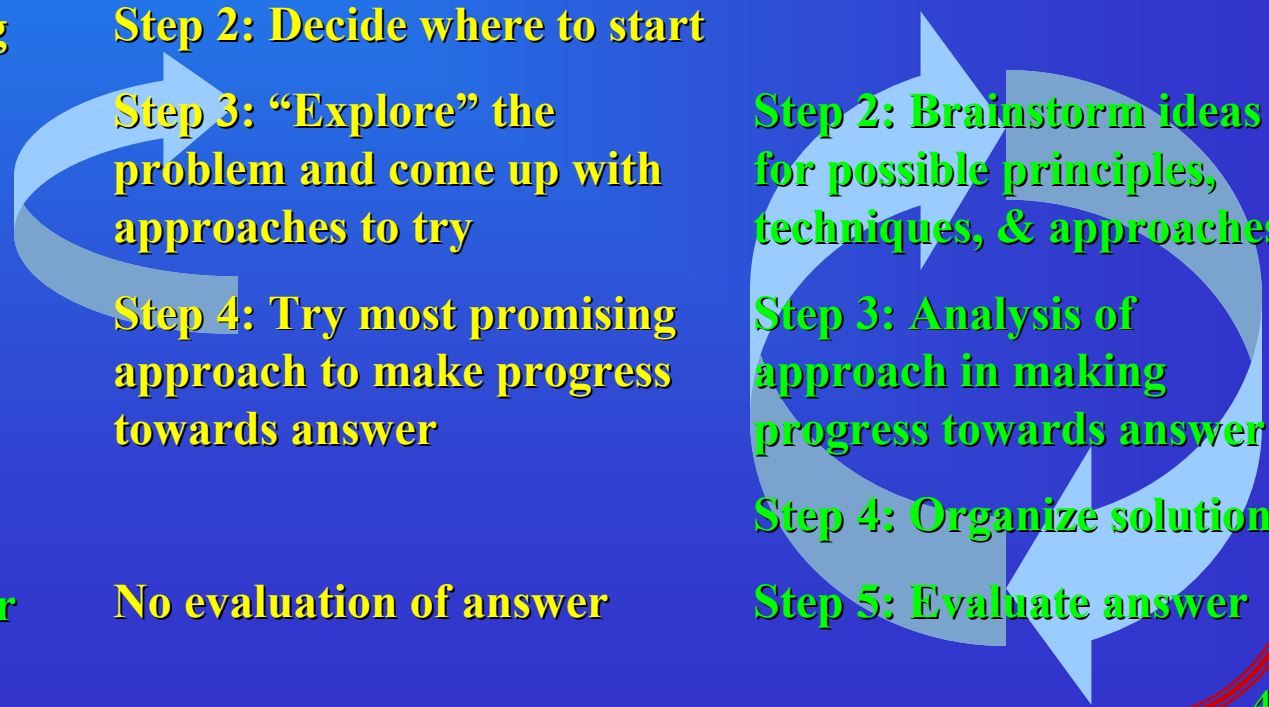 g
Step 2: Decide where to start
Step 3: “Explore” the
problem and come up with
approaches to try
Step 4: Try most promising
approach to make progress
towards answer
No evaluation of answer
Step 2: Brainstorm ideas
for possible principles,
techniques, & approaches
Step 3: Analysis of
approach in making
progress towards answer
Step 4: Organize solution
Step 5: Evaluate answer
r
4